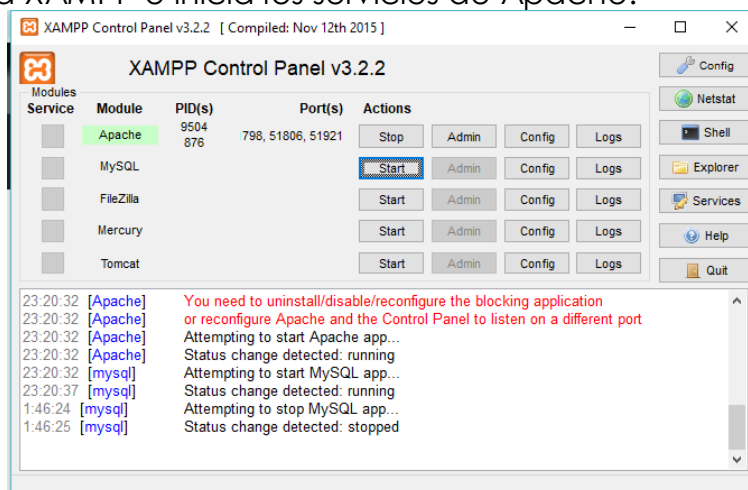 a XAMPP e inicia los servicios de Apache.
XAMPP Control Panel v3.2.2 [ Compiled: Nov 12th 2015 ]
XAMPP Control Panel v3.2.2
Config
Modules
Service Module PID(s) Port(s) Actions
Netstat
Apache 9504 876 798, 51806, 51921 Stop Admin Config Logs
Shell
MySQL Start Admin Config Logs
Explorer
FileZilla Start Admin Config Logs
Services
Mercury Start Admin Config Logs
Help
Tomcat Start Admin Config Logs
Quit
23:20:32 [Apache] You need to uninstall/disable/reconfigure the blocking application
23:20:32 [Apache] or reconfigure Apache and the Control Panel to listen on a different port
23:20:32 [Apache] Attempting to start Apache app...
23:20:32 [Apache] Status change detected: running
23:20:32 [mysql] Attempting to start MySQL app...
23:20:37 [mysql] Status change detected: running
1:46:24 [mysql] Attempting to stop MySQL app...
1:46:25 [mysql] Status change detected: stopped